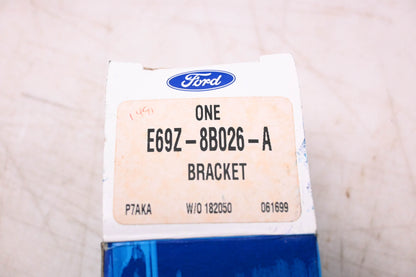 Ford
ONE
E69Z-8B026-A
BRACKET
P7AKA W/O 182050 061699